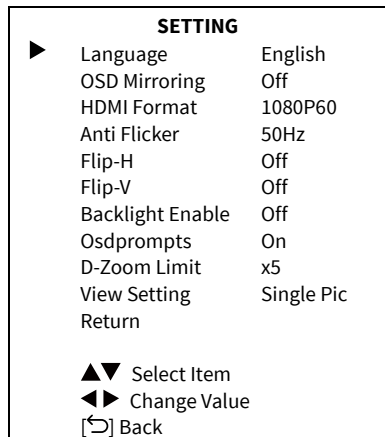 SETTING
▶ Language English
OSD Mirroring Off
HDMI Format 1080P60
Anti Flicker 50Hz
Flip-H Off
Flip-V Off
Backlight Enable Off
Osdprompts On
D-Zoom Limit x5
View Setting Single Pic
Return
▲▼ Select Item
◀▶ Change Value
[⮌] Back